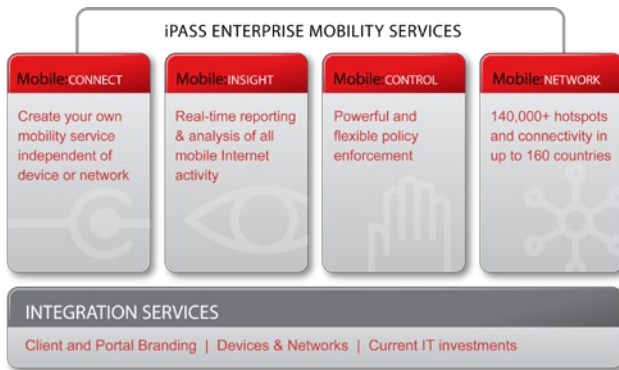 iPASS ENTERPRISE MOBILITY SERVICES
Mobile:CONNECT
Create your own
mobility service
independent of
device or network
Mobile:INSIGHT
Real-time reporting
& analysis of all
mobile Internet
activity
Mobile:CONTROL
Powerful and
flexible policy
enforcement
Mobile:NETWORK
140,000+ hotspots
and connectivity in
up to 160 countries
INTEGRATION SERVICES
Client and Portal Branding | Devices & Networks | Current IT investments